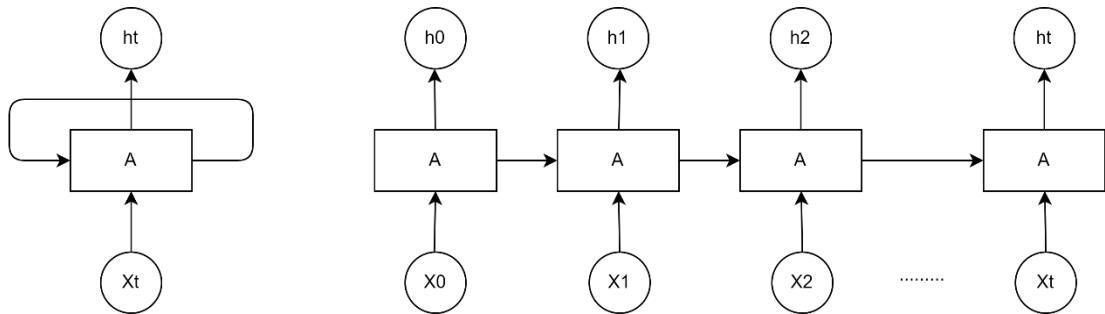 ht
h0
h1
h2
ht
A
A
A
A
A
Xt
X0
X1
X2
.........
Xt